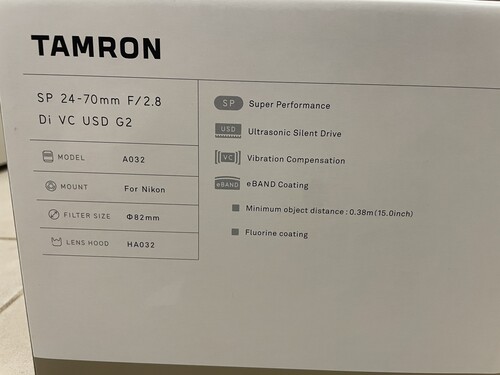 TAMRON
SP 24-70mm F/2.8
Di VC USD G2
MODEL A032
MOUNT For Nikon
FILTER SIZE Φ82mm
LENS HOOD HA032
SP Super Performance
USD Ultrasonic Silent Drive
VC Vibration Compensation
eBAND eBAND Coating
Minimum object distance : 0.38m(15.0inch)
Fluorine coating